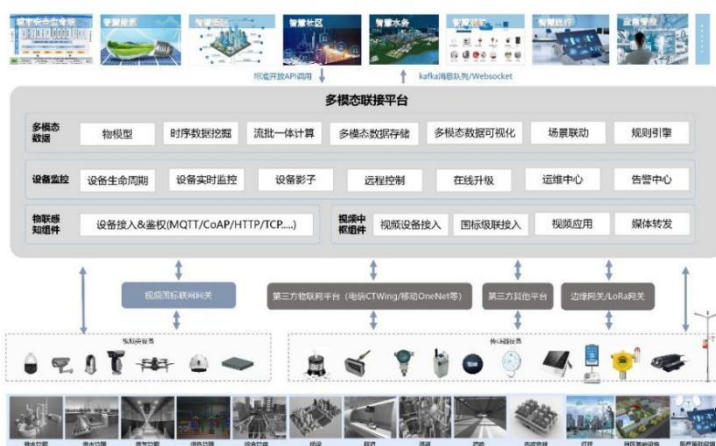 智慧社区
智慧水务
标准开放API调用
kafka消息队列/Websocket
多模态联接平台
多模态
数据
物模型
时序数据挖掘
流批一体计算
多模态数据存储
多模态数据可视化
场景联动
规则引擎
设备监控
设备生命周期
设备实时监控
设备影子
远程控制
在线升级
运维中心
告警中心
物联感
知组件
设备接入&鉴权(MQTT/CoAP/HTTP/TCP....)
视频中
枢组件
视频设备接入
国标级联接入
视频应用
媒体转发
视频国标联网网关
第三方物联网平台（电信CTWing/移动OneNet等）
第三方其他平台
边缘网关/LoRa网关